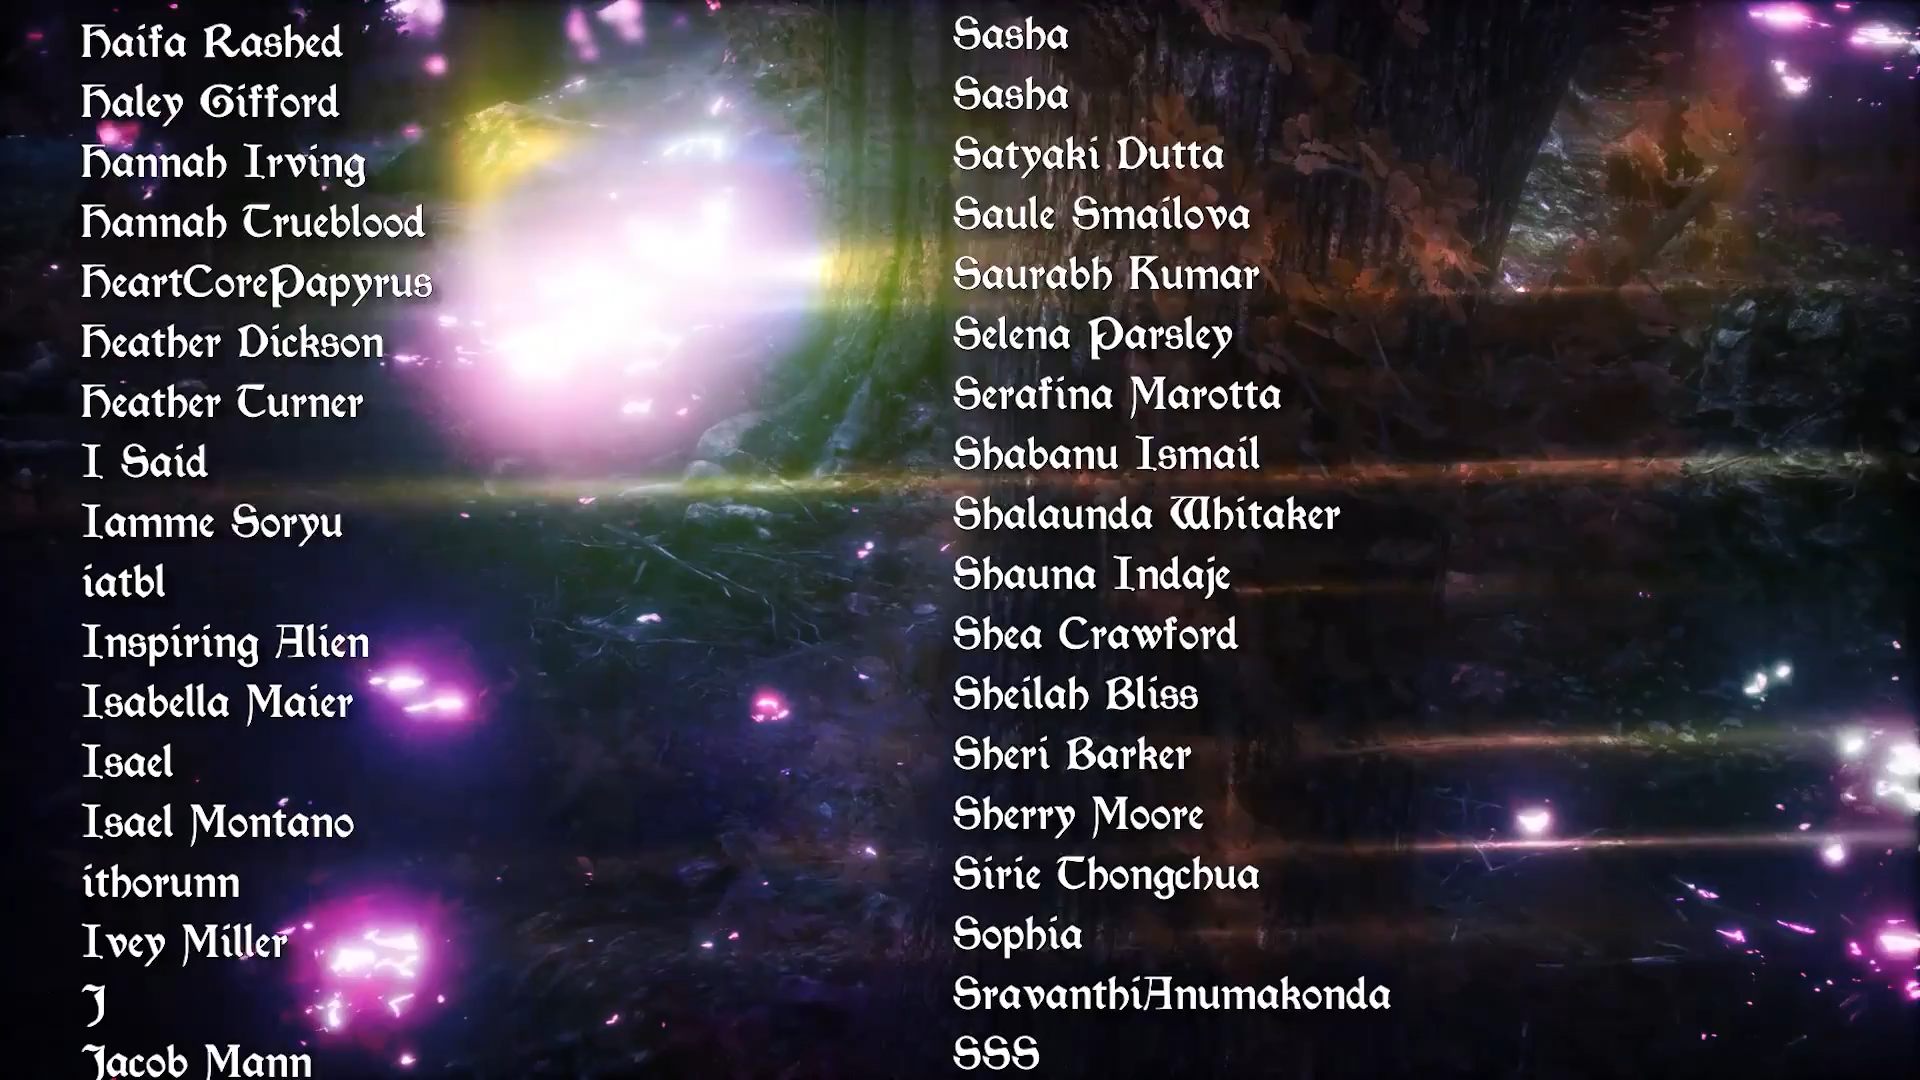 Haifa Rashed
Haley Gifford
Hannah Irving
Hannah Trueblood
HeartCorePapyrus
Heather Dickson
Heather Turner
I Said
Iamme Soryu
iatbl
Inspiring Alien
Isabella Maier
Isael
Isael Montano
ithorunn
Ivey Miller
J
Jacob Mann
Sasha
Sasha
Satyaki Dutta
Saule Smailova
Saurabh Kumar
Selena Parsley
Serafina Marotta
Shabanu Ismail
Shalaunda Whitaker
Shauna Indaje
Shea Crawford
Sheilah Bliss
Sheri Barker
Sherry Moore
Sirie Thongchua
Sophia
SravanthiAnumakonda
SSS